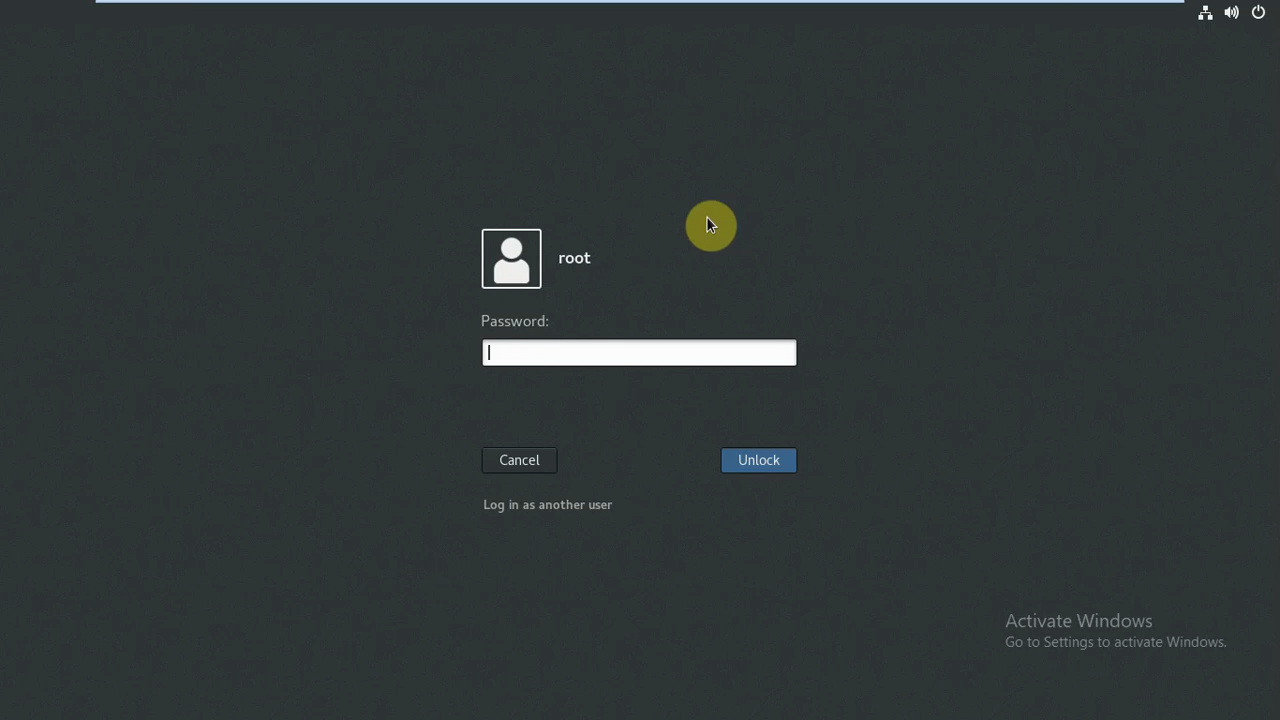 root
Password:
Cancel
Unlock
Log in as another user
Activate Windows
Go to Settings to activate Windows.